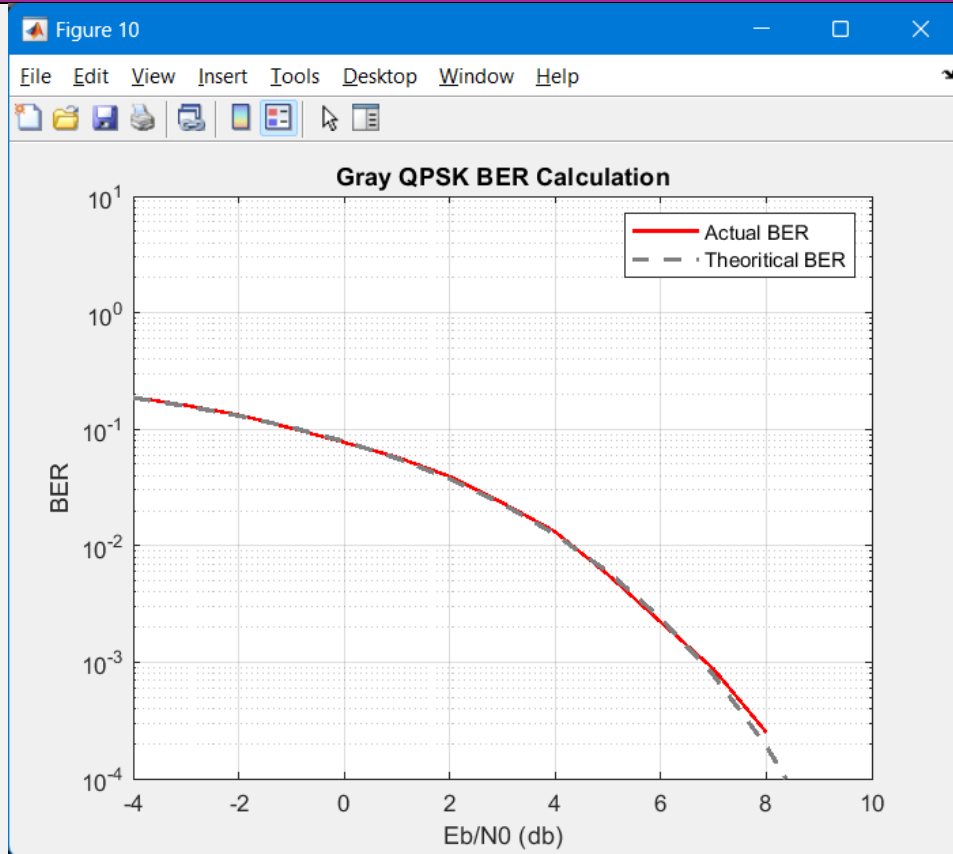 Figure 10
File Edit View Insert Tools Desktop Window Help
Gray QPSK BER Calculation
10^1
Actual BER
Theoritical BER
10^0
10^-1
BER
10^-2
10^-3
10^-4
-4 -2 0 2 4 6 8 10
Eb/N0 (db)